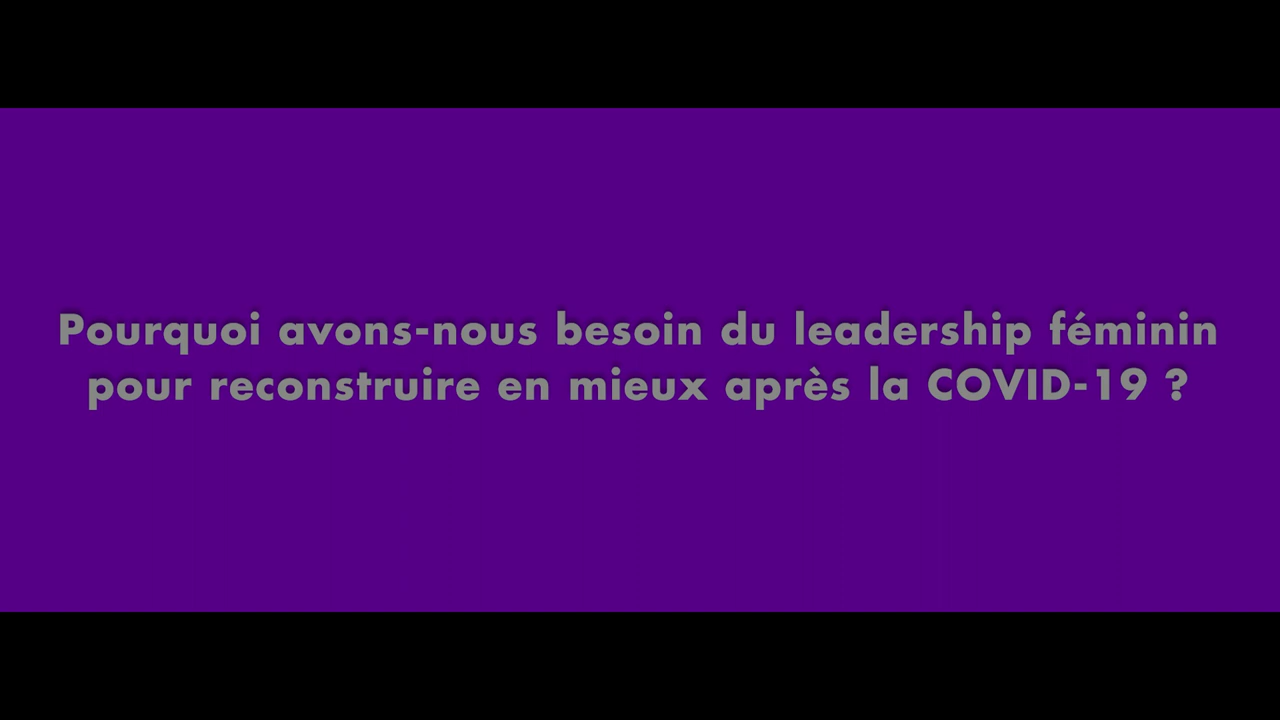 Pourquoi avons-nous besoin du leadership féminin
pour reconstruire en mieux après la COVID-19 ?